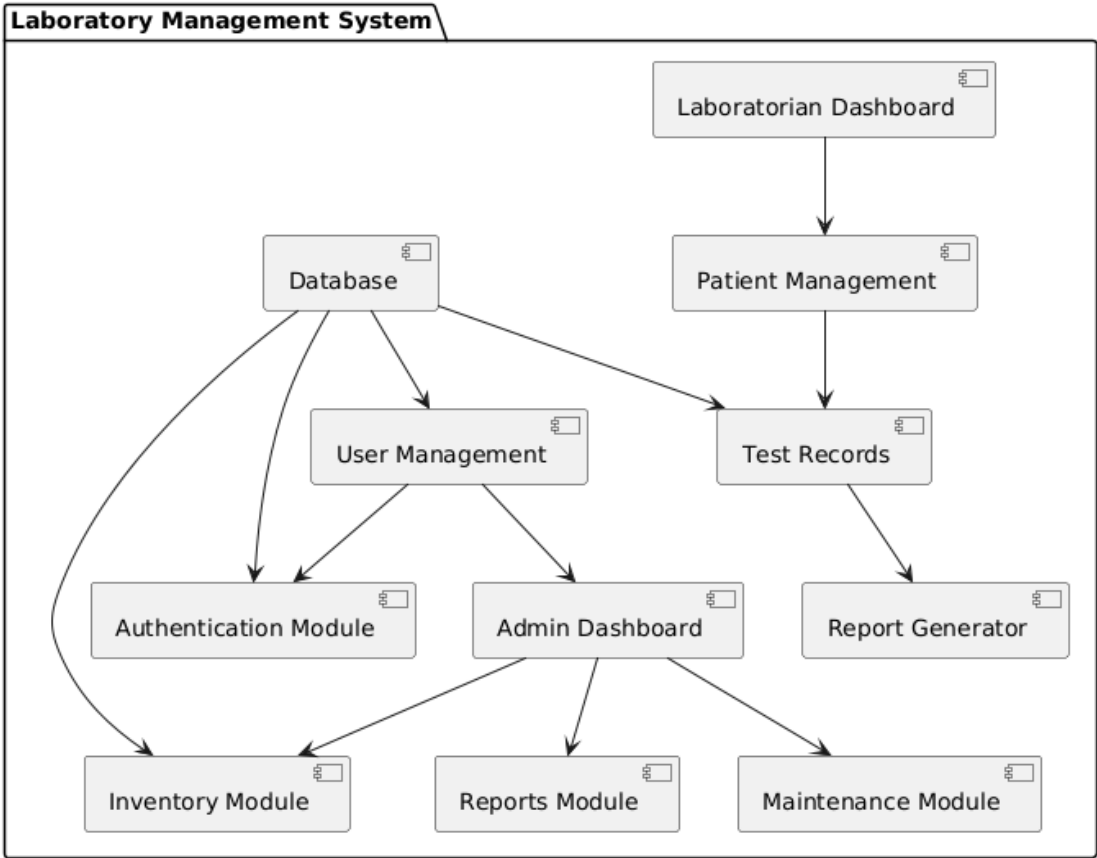 Laboratory Management System
Laboratorian Dashboard
Database
Patient Management
User Management
Test Records
Authentication Module
Admin Dashboard
Report Generator
Inventory Module
Reports Module
Maintenance Module